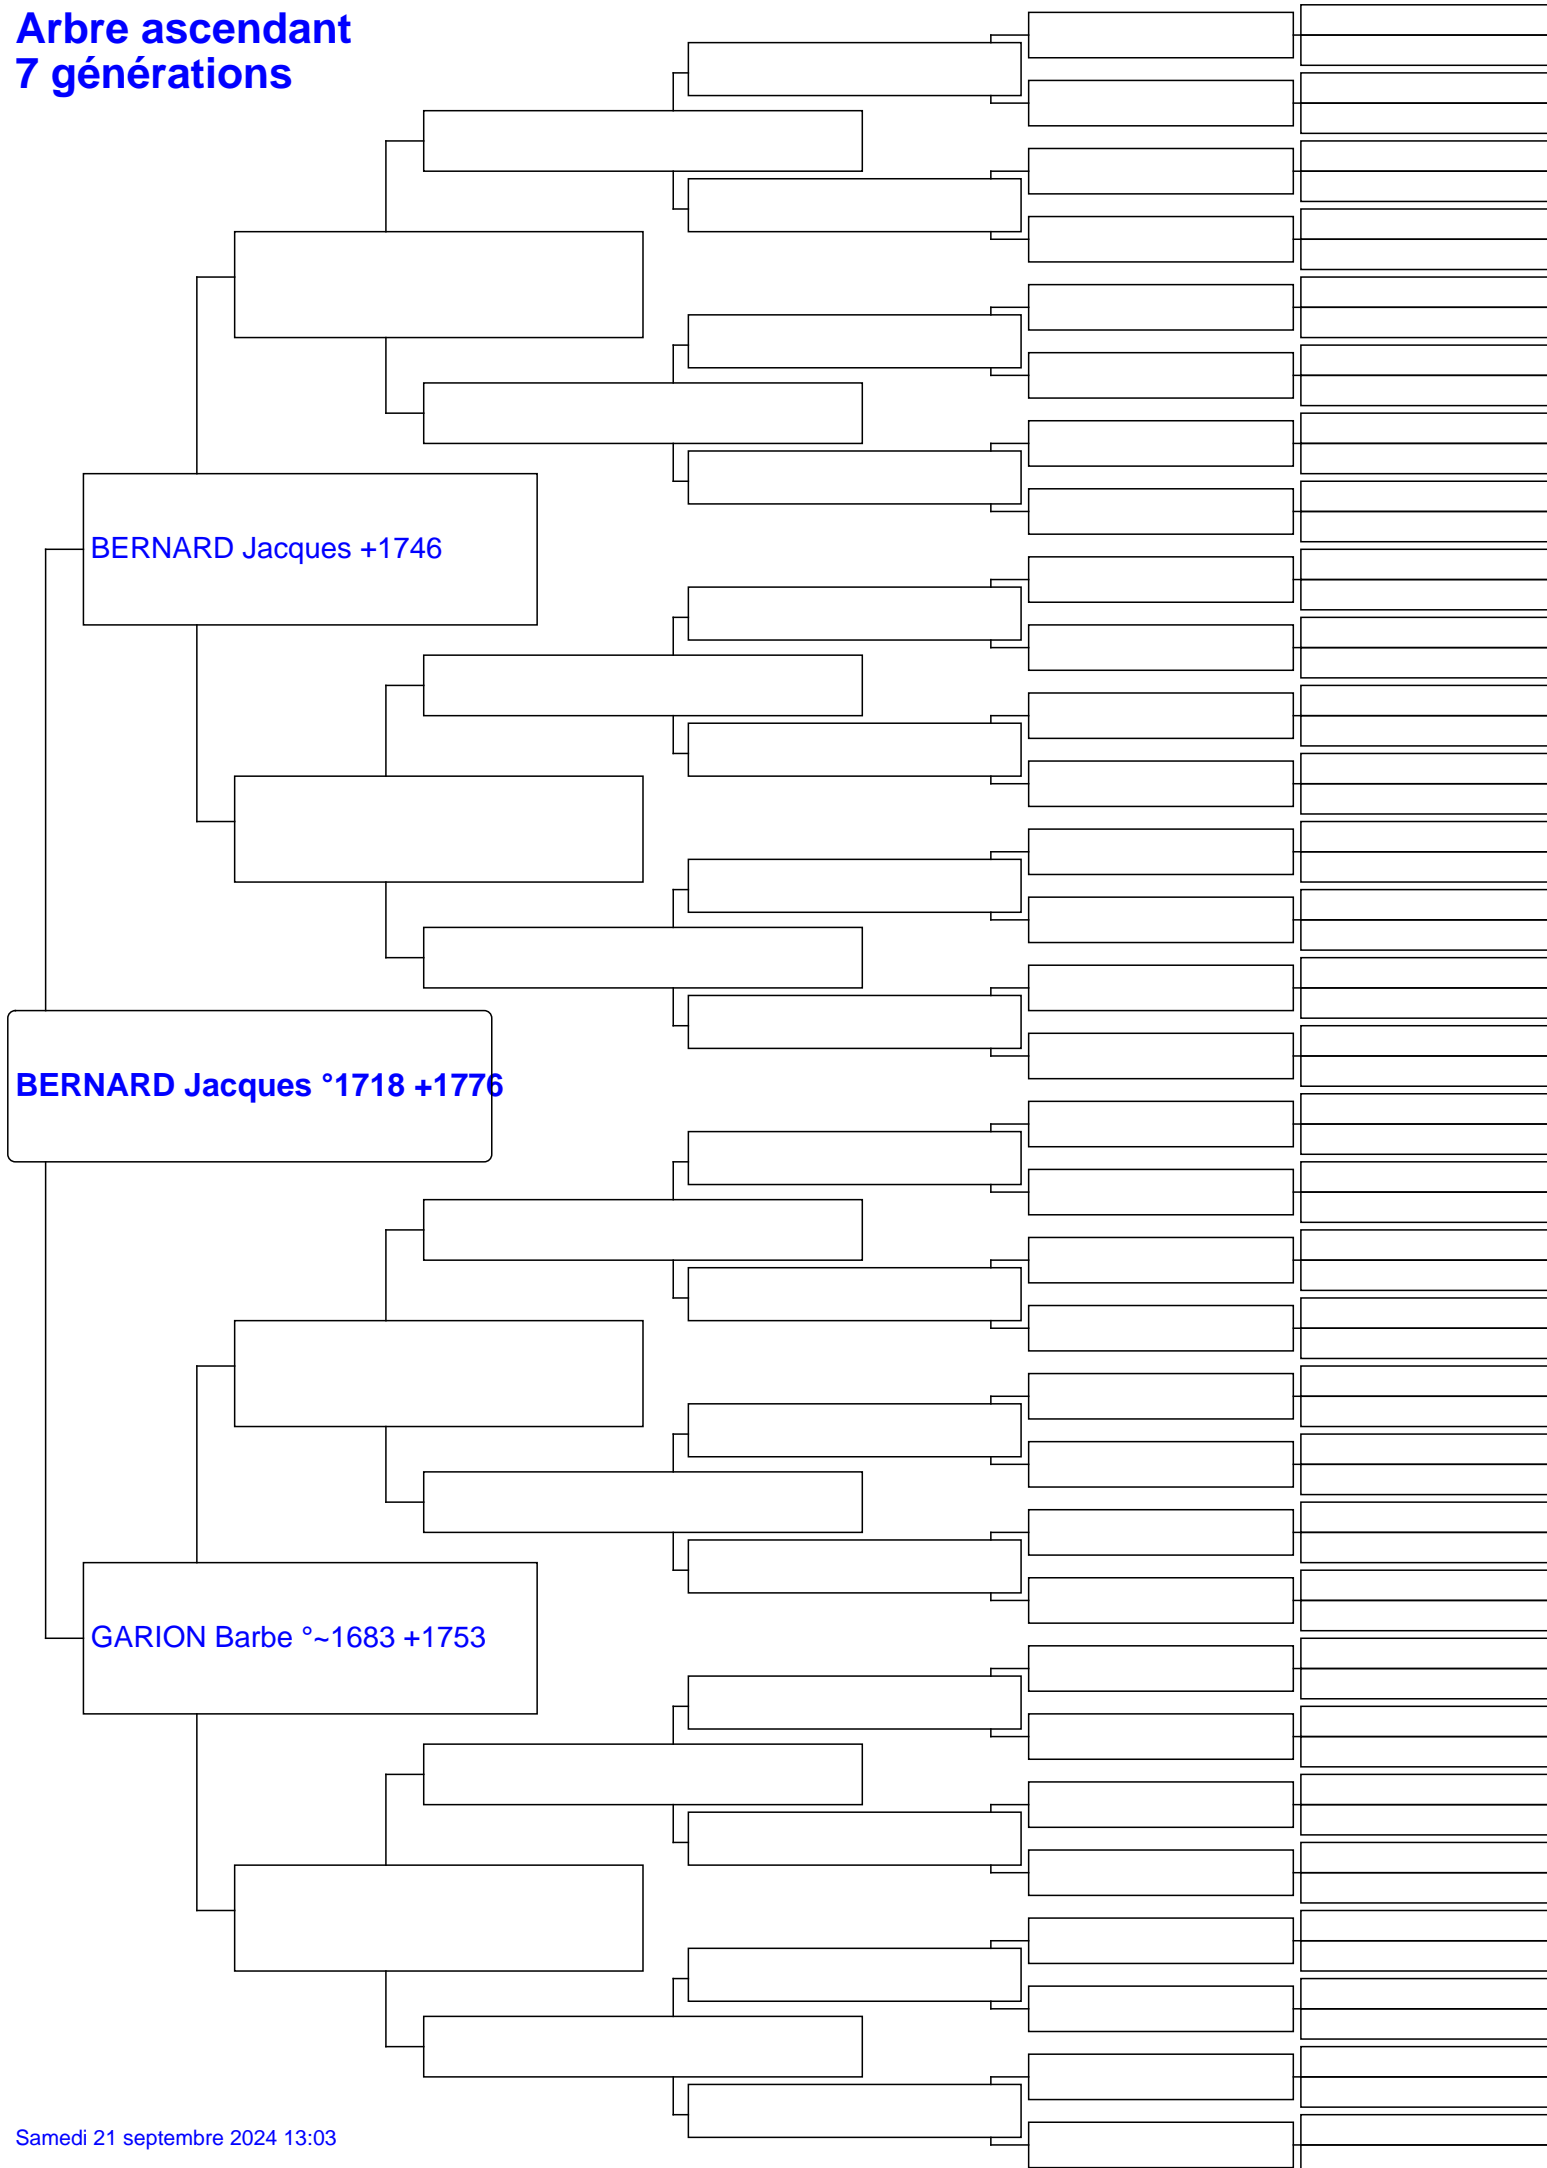 Arbre ascendant
7 générations
BERNARD Jacques +1746
BERNARD Jacques °1718 +1776
GARION Barbe °~1683 +1753
Samedi 21 septembre 2024 13:03